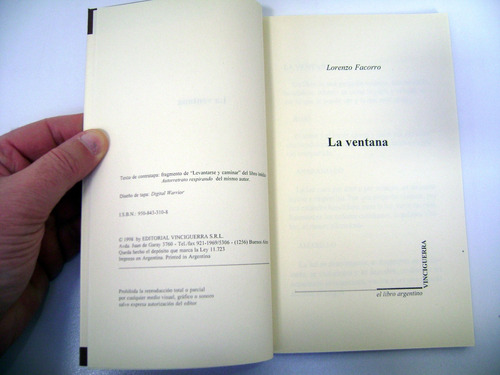 Texto de contratapa: fragmento de "Levantarse y caminar" del libro inédito
Autorretrato respirando del mismo autor.
Diseño de tapa: Digital Warrior
I.S.B.N.: 950-843-310-8
© 1998 by EDITORIAL VINCIGUERRA S.R.L.
Avda. Juan de Garay 3760 - Tel./fax 921-1969/3306 - (1256) Buenos
Queda hecho el depósito que marca la Ley 11.723
Impreso en Argentina. Printed in Argentina
Prohibida la reproducción total o parcial
por cualquier medio visual, gráfico o sonoro
salvo expresa autorización del editor
Lorenzo Facorro
La ventana
VINCIGUERRA
el libro argentino